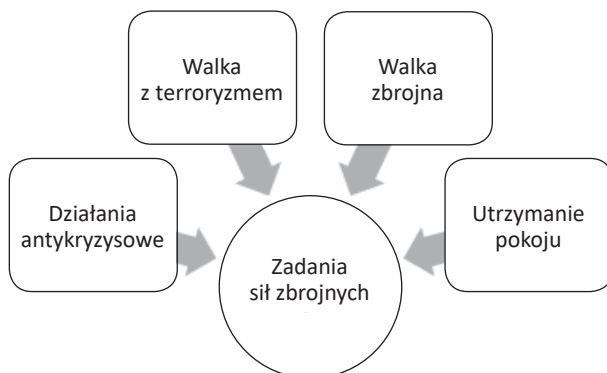 Walka
z terroryzmem
Walka
zbrojna
Działania
antykryzysowe
Utrzymanie
pokoju
Zadania
sił zbrojnych